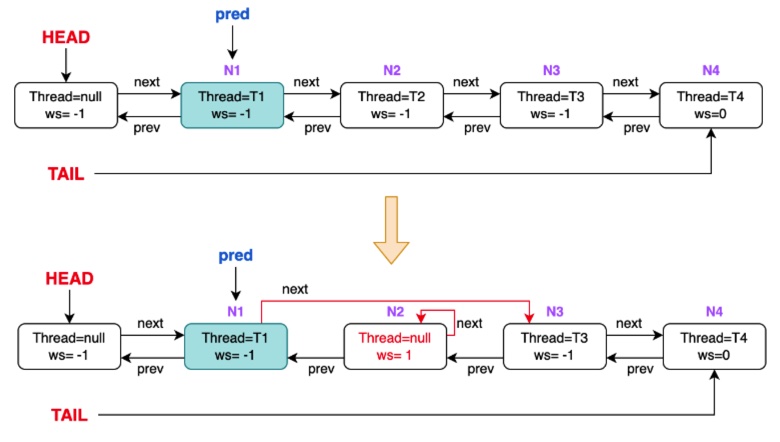 pred
HEAD
N1 N2 N3 N4
next next next next
Thread=null Thread=T1 Thread=T2 Thread=T3 Thread=T4
ws= -1 ws= -1 ws= -1 ws= -1 ws=0
prev prev prev prev
TAIL
pred
HEAD
next
N1 N2 N3 N4
next next next
Thread=null Thread=T1 Thread=null Thread=T3 Thread=T4
ws= -1 ws= -1 ws= 1 ws= -1 ws=0
prev prev prev prev
TAIL